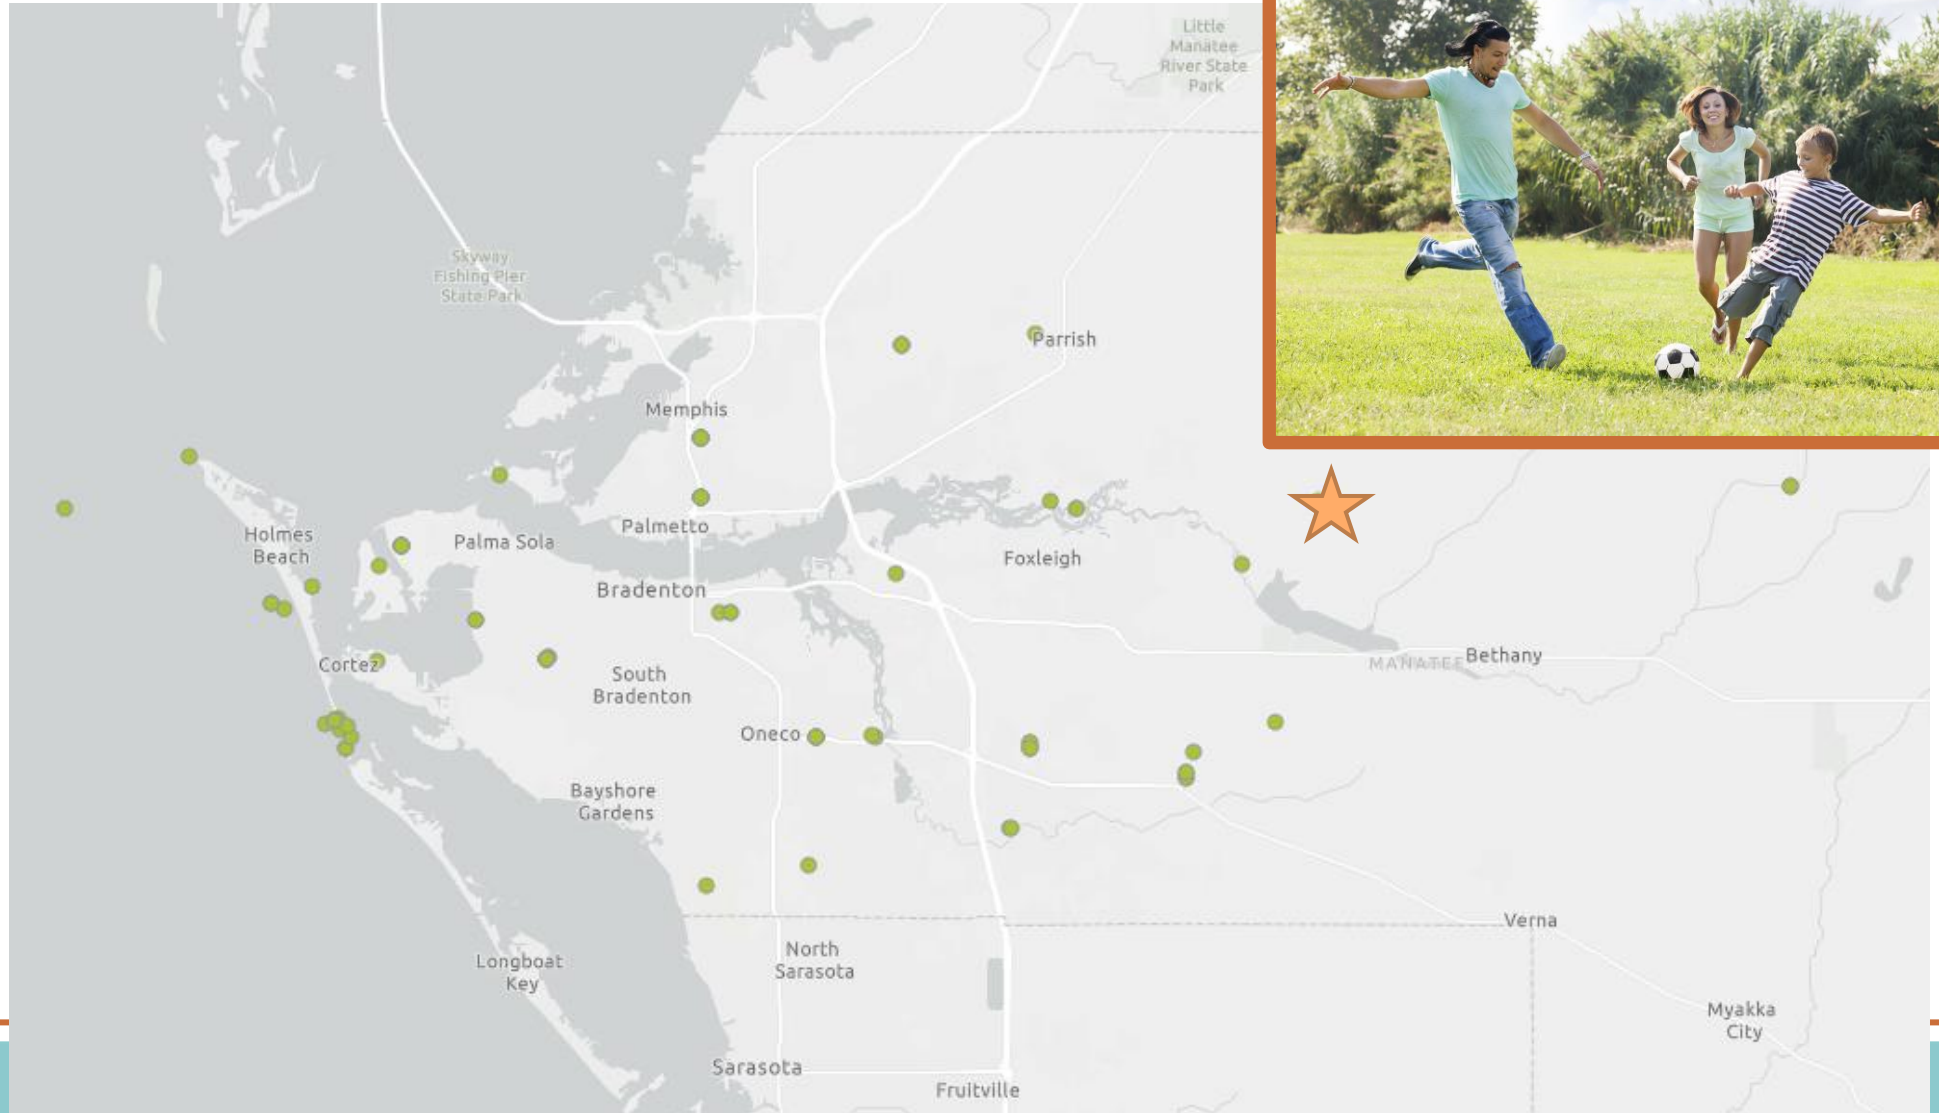 Little
Manatee
River State
Park
Skyway
Fishing Pier
State Park
Parrish
Memphis
Holmes
Beach
Palma Sola
Palmetto
Foxleigh
Bradenton
Cortez
South
Bradenton
MANATEE
Bethany
Oneco
Bayshore
Gardens
Verna
North
Sarasota
Longboat
Key
Myakka
City
Sarasota
Fruitville